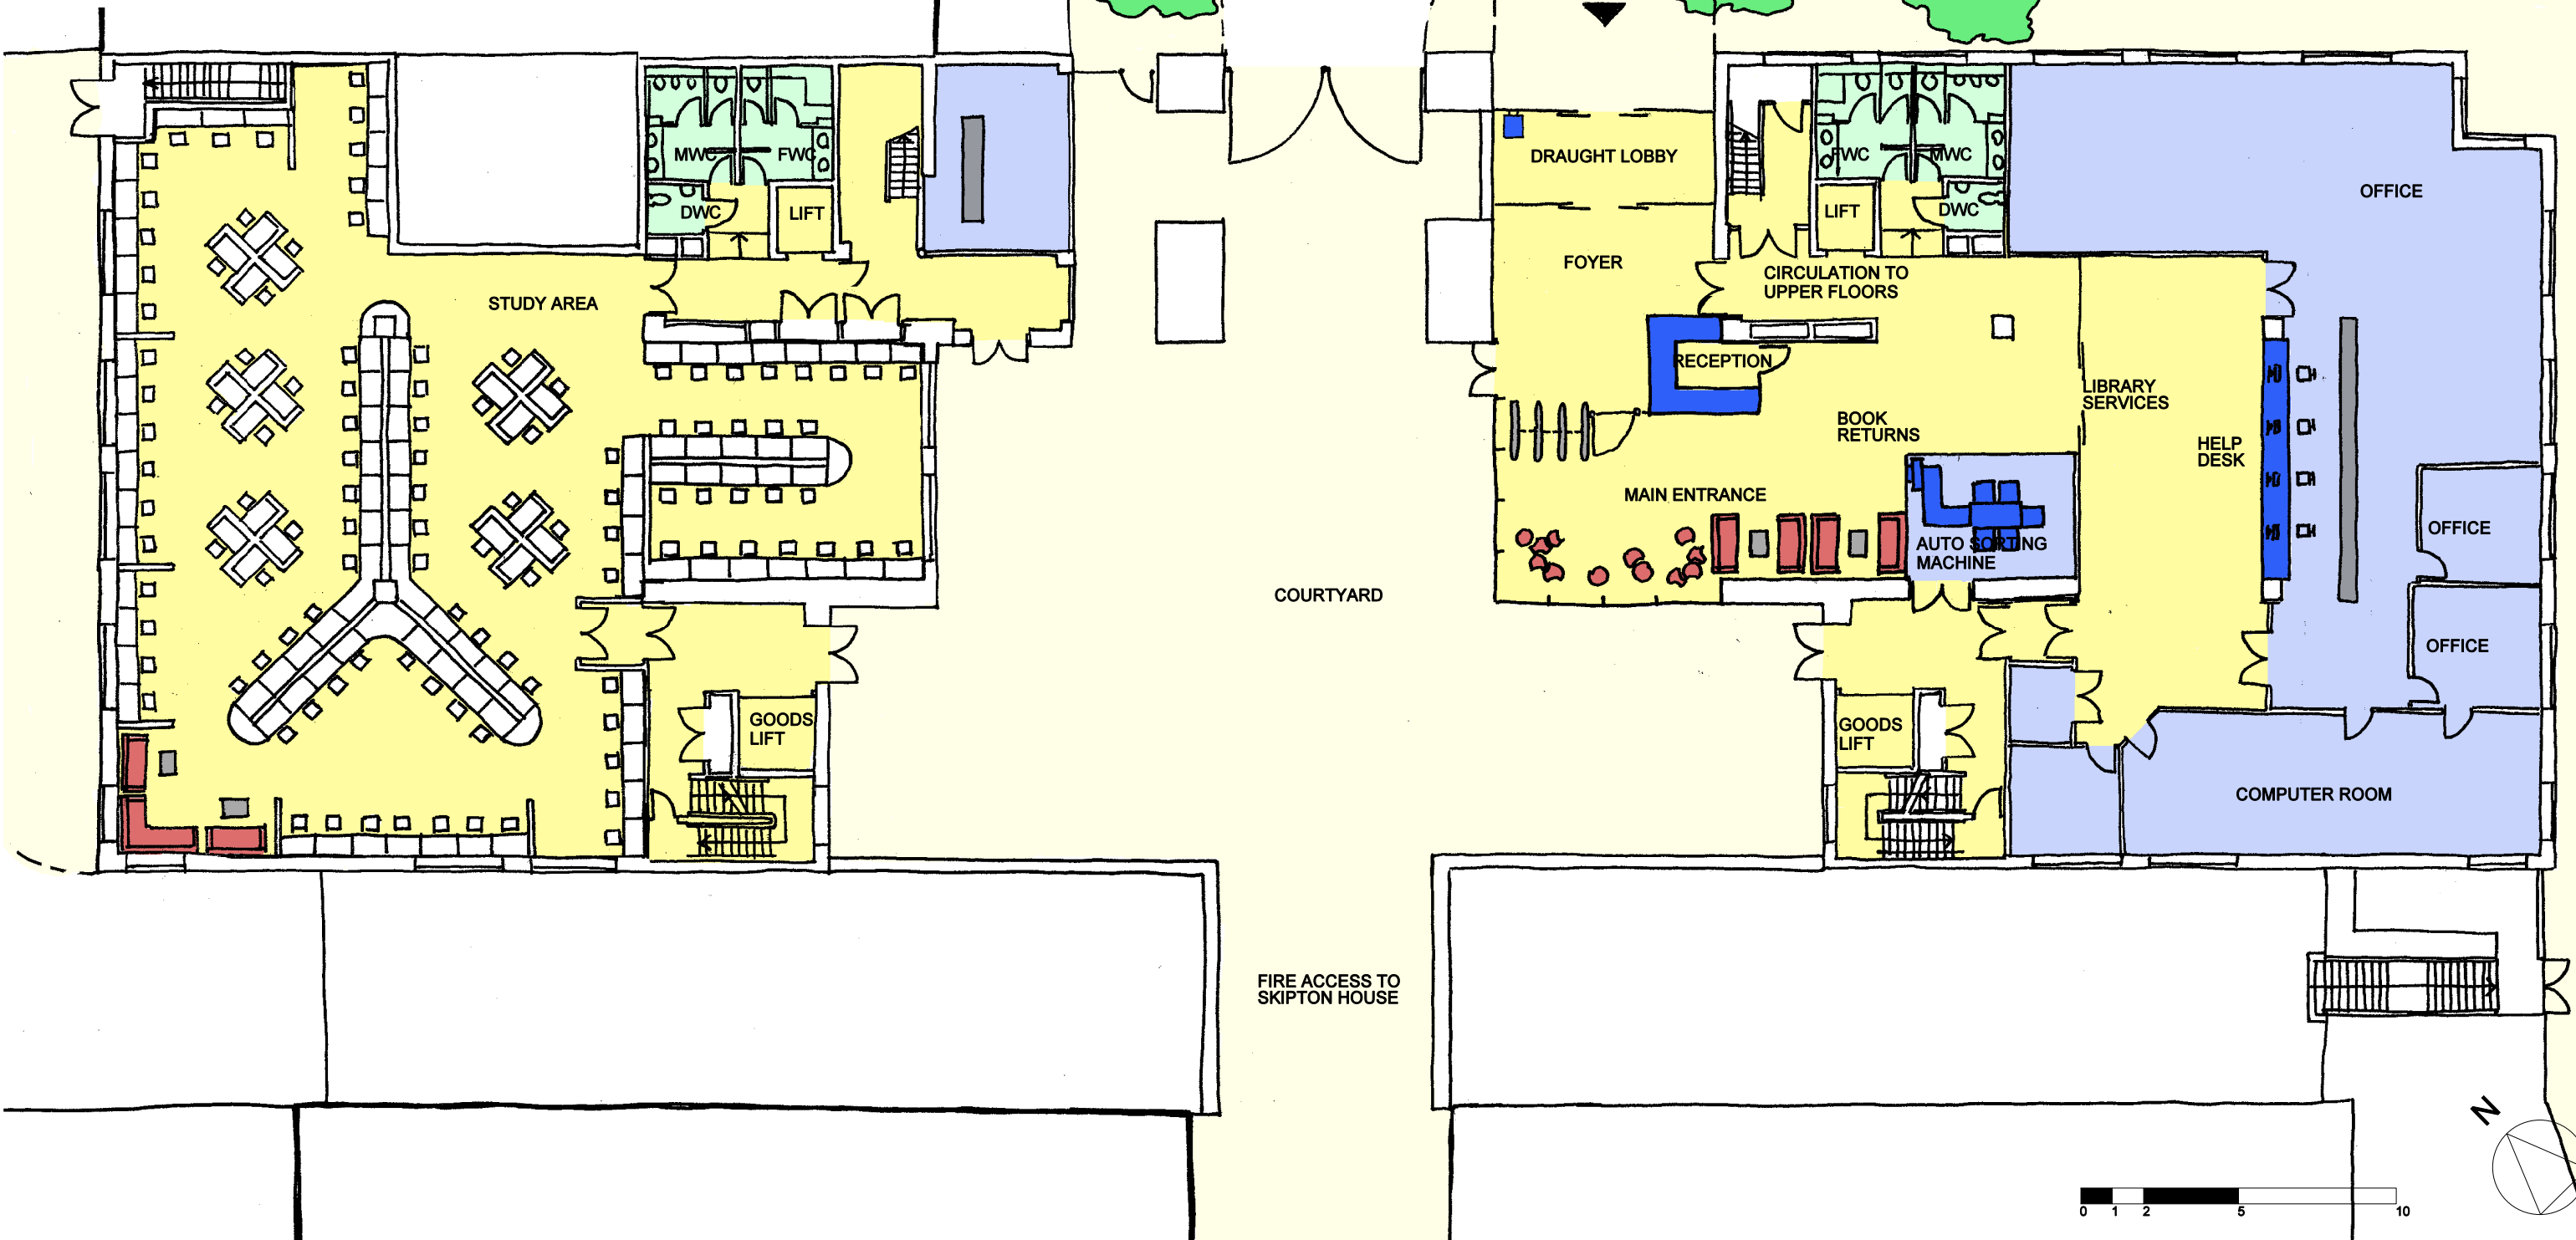 MWC
FWC
DWC
LIFT
STUDY AREA
GOODS
LIFT
COURTYARD
FIRE ACCESS TO
SKIPTON HOUSE
DRAUGHT LOBBY
FOYER
FWC
MWC
LIFT
DWC
CIRCULATION TO
UPPER FLOORS
RECEPTION
BOOK
RETURNS
MAIN ENTRANCE
AUTO SORTING
MACHINE
LIBRARY
SERVICES
HELP
DESK
OFFICE
OFFICE
OFFICE
GOODS
LIFT
COMPUTER ROOM
N
0 1 2 5 10